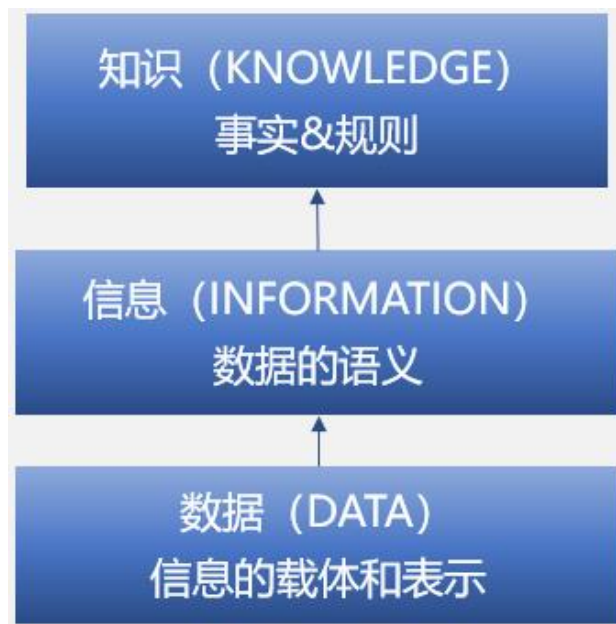 知识（KNOWLEDGE）
事实&规则
信息（INFORMATION）
数据的语义
数据（DATA）
信息的载体和表示